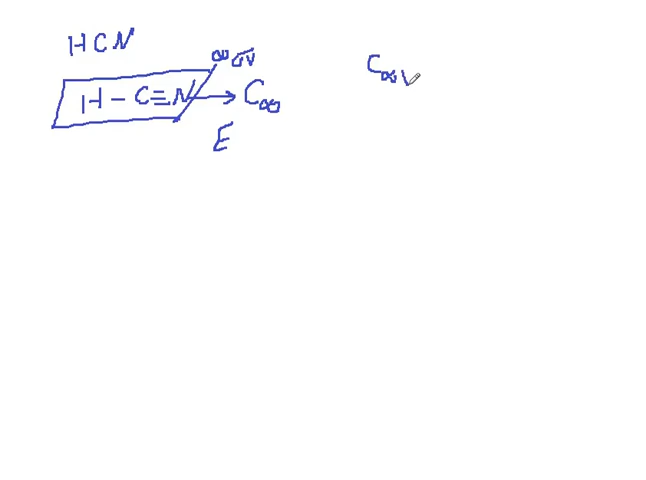 HCN
∞ σv
H-C≡N → C∞
E
C∞v